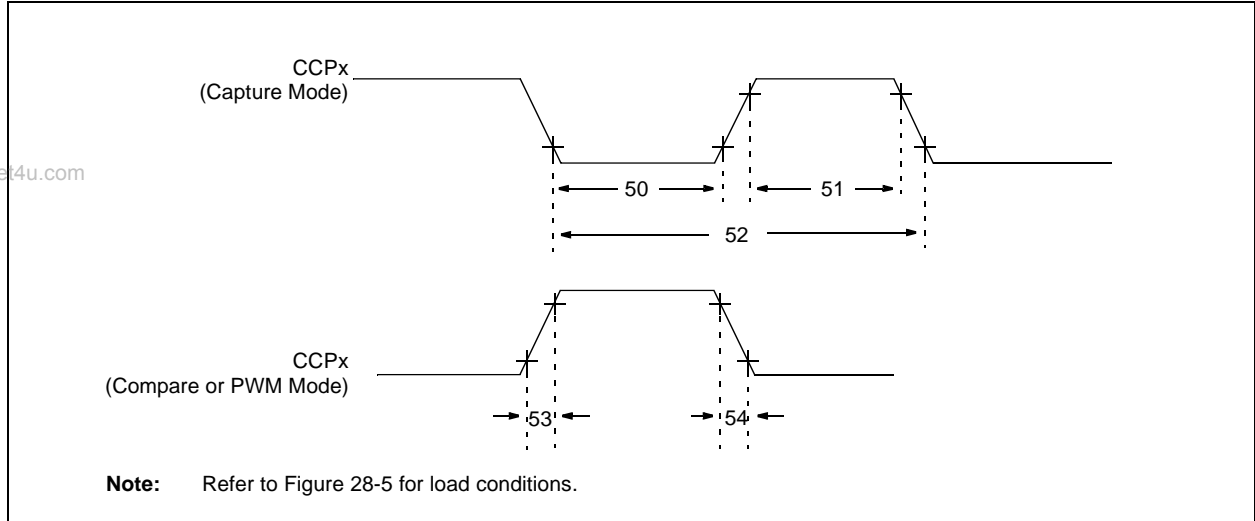 CCPx
(Capture Mode)
et4u.com
50
51
52
CCPx
(Compare or PWM Mode)
53
54
Note: Refer to Figure 28-5 for load conditions.